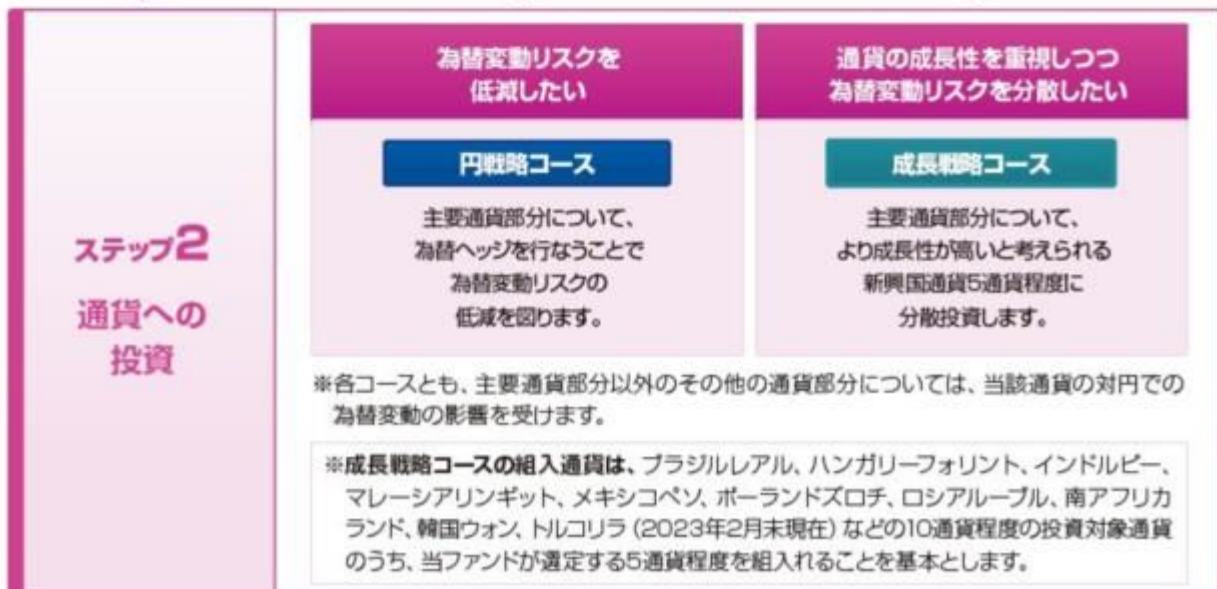 為替変動リスクを
低減したい
通貨の成長性を重視しつつ
為替変動リスクを分散したい
円戦略コース
成長戦略コース
主要通貨部分について、
為替ヘッジを行なうことで
為替変動リスクの
低減を図ります。
主要通貨部分について、
より成長性が高いと考えられる
新興国通貨5通貨程度に
分散投資します。
ステップ2
通貨への
投資
※各コースとも、主要通貨部分以外のその他の通貨部分については、当該通貨の対円での
為替変動の影響を受けます。
※成長戦略コースの組入通貨は、ブラジルレアル、ハンガリーフォリント、インドルピー、
マレーシアリンギット、メキシコペソ、ポーランドズロチ、ロシアルーブル、南アフリカ
ランド、韓国ウォン、トルコリラ（2023年2月末現在）などの10通貨程度の投資対象通貨
のうち、当ファンドが選定する5通貨程度を組入れることを基本とします。